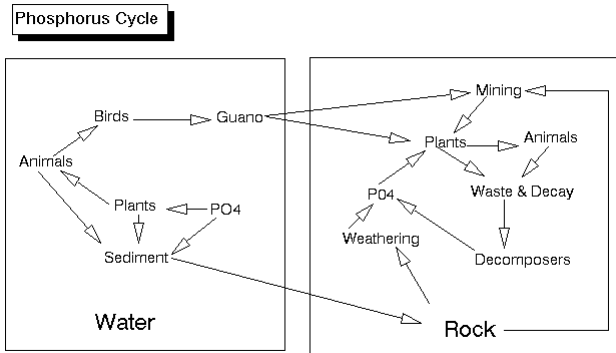 Phosphorus Cycle
Mining
Birds
Guano
Plants
Animals
Animals
Plants
PO4
P04
Waste & Decay
Weathering
Sediment
Decomposers
Water
Rock